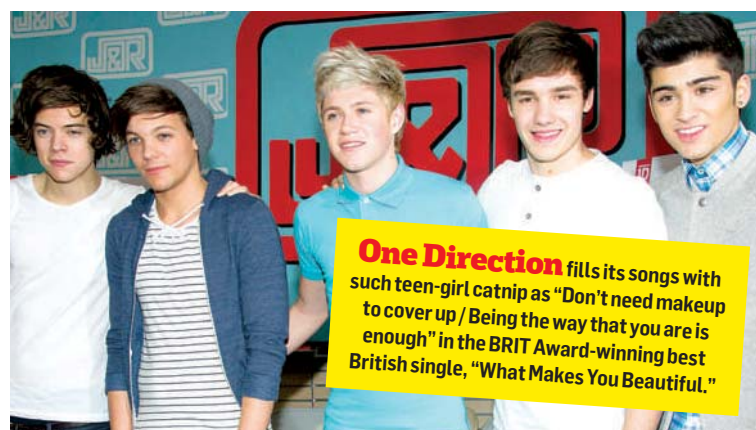 J&R
J&R
J&R
J&R
One Direction fills its songs with
such teen-girl catnip as “Don’t need makeup
to cover up / Being the way that you are is
enough” in the BRIT Award-winning best
British single, “What Makes You Beautiful.”